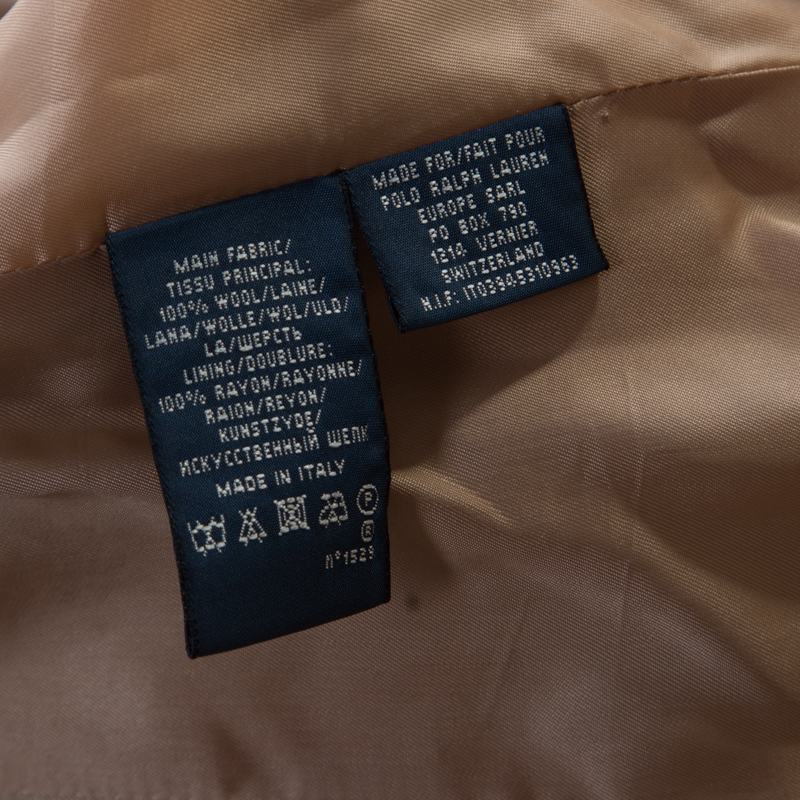 MAIN FABRIC/
TISSU PRINCIPAL:
100% WOOL/LAINE/
LANA/WOLLE/WOL/ULD/
LA/ШЕРСТЬ
LINING/DOUBLURE:
100% RAYON/RAYONNE/
RAION/REYON/
KUNSTZYDE/
ИСКУССТВЕННЫЙ ШЕЛК
MADE IN ITALY
P
R
n°1529
MADE FOR/FAIT POUR
POLO RALPH LAUREN
EUROPE SARL
PO BOX 790
1214 VERNIER
SWITZERLAND
N.I.F: IT03945310963